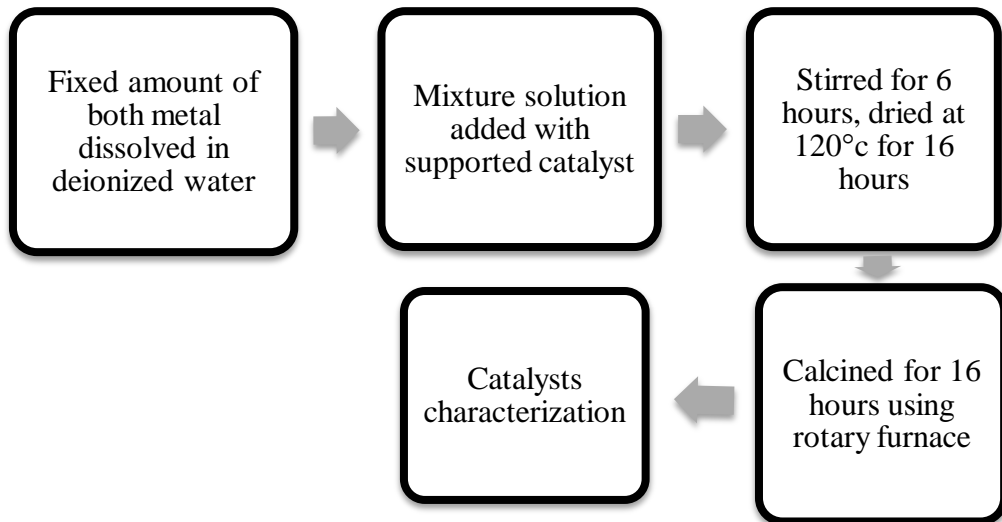 Fixed amount of
both metal
dissolved in
deionized water
Mixture solution
added with
supported catalyst
Stirred for 6
hours, dried at
120°c for 16
hours
Calcined for 16
hours using
rotary furnace
Catalysts
characterization